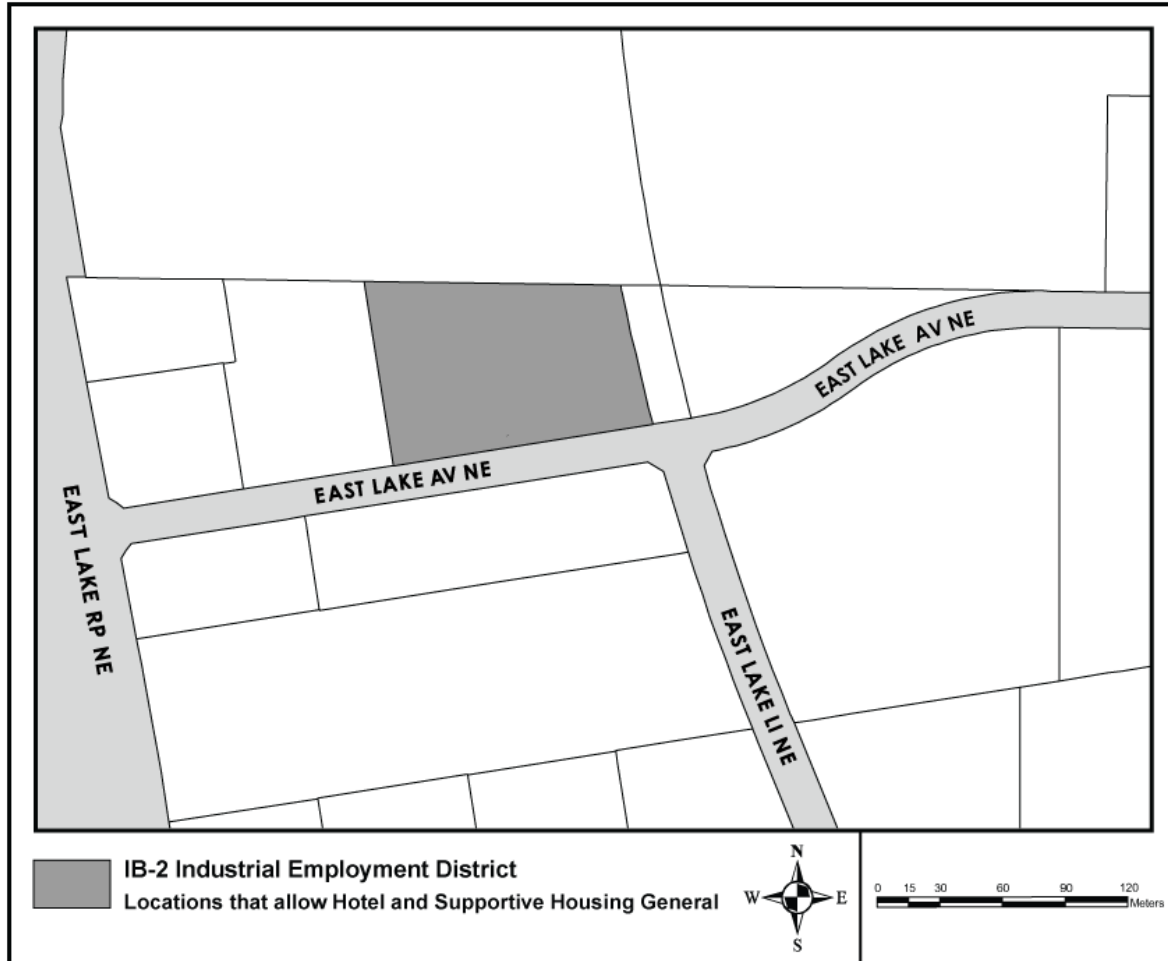 EAST LAKE AV NE
EAST LAKE AV NE
EAST LAKE RP NE
EAST LAKE LI NE
IB-2 Industrial Employment District
Locations that allow Hotel and Supportive Housing General
N
W E
S
0 15 30 60 90 120
Meters